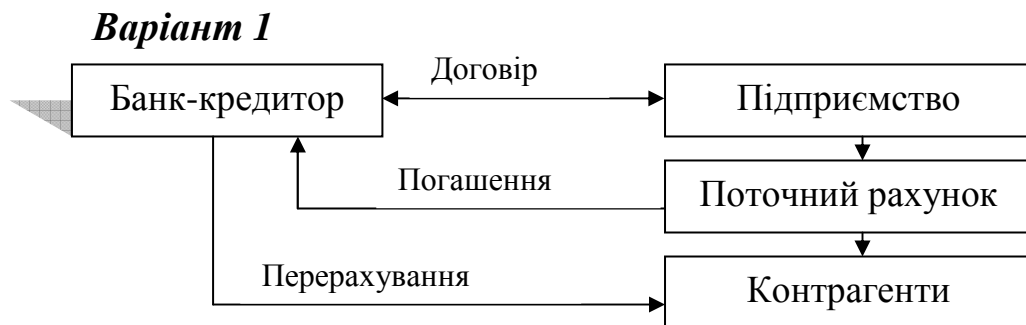 Варіант 1
Договір
Банк-кредитор
Підприємство
Погашення
Поточний рахунок
Перерахування
Контрагенти